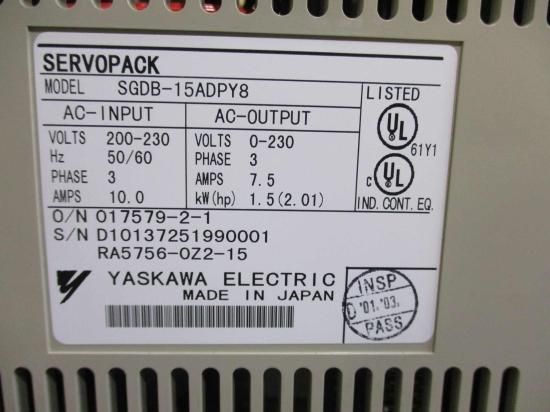 SERVOPACK
MODEL SGDB-15ADPY8
AC-INPUT
VOLTS 200-230
Hz 50/60
PHASE 3
AMPS 10.0
AC-OUTPUT
VOLTS 0-230
PHASE 3
AMPS 7.5
kW(hp) 1.5(2.01)
LISTED
UL
61Y1
c UL
IND. CONT. EQ.
O/N 017579-2-1
S/N D10137251990001
RA5756-0Z2-15
YASKAWA ELECTRIC
MADE IN JAPAN
INSP
D '01.'03.
PASS